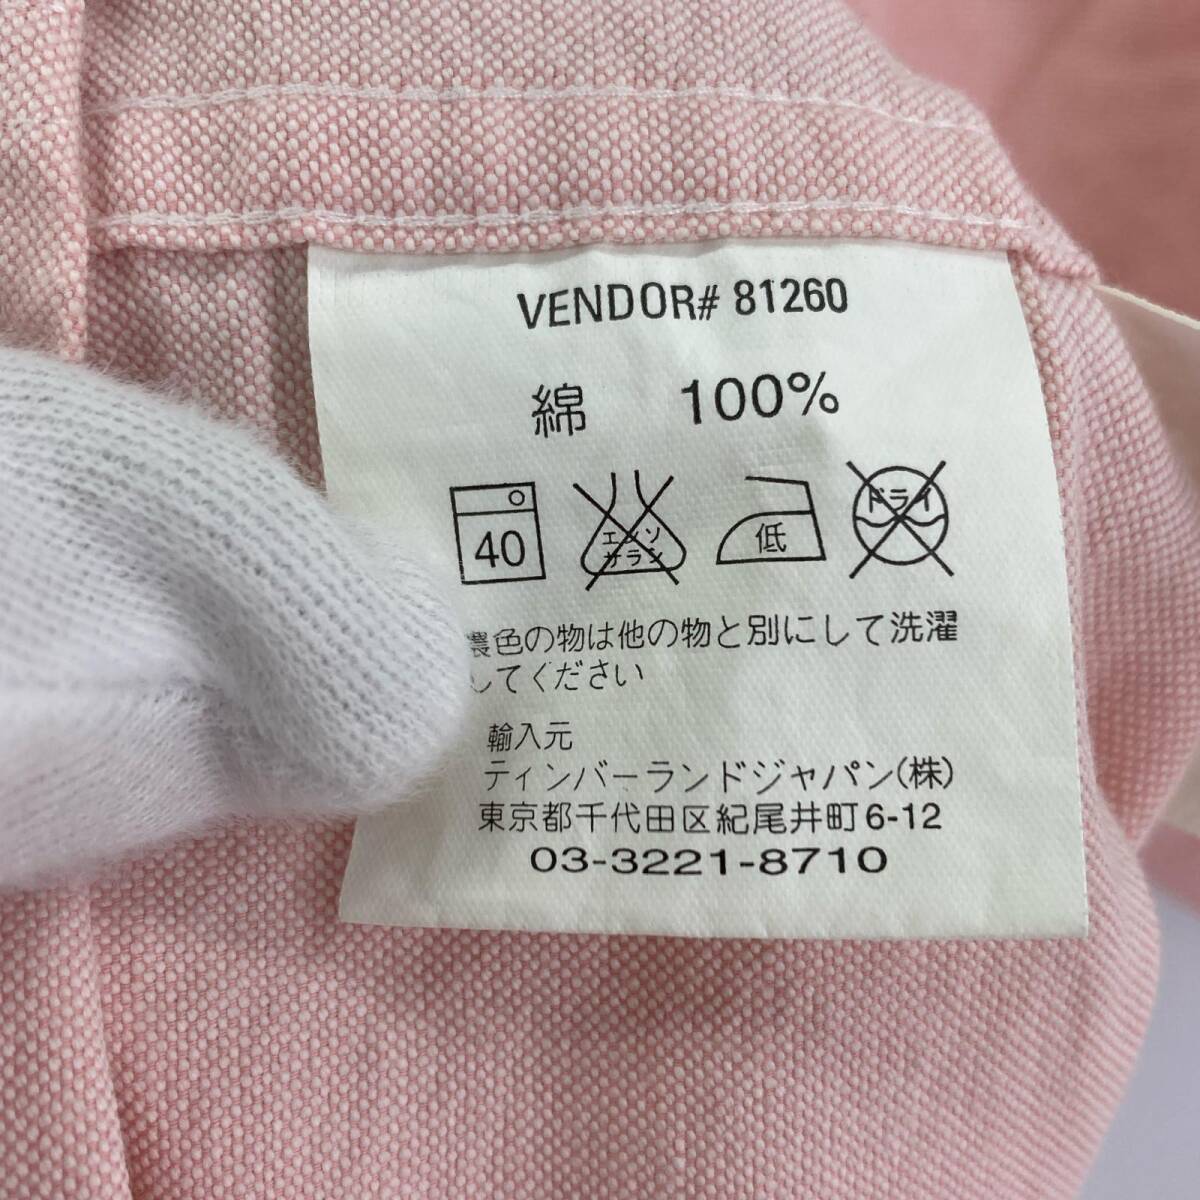 VENDOR# 81260
綿 100%
40
エンソ
サラシ
低
ドライ
濃色の物は他の物と別にして洗濯
してください
輸入元
ティンバーランドジャパン(株)
東京都千代田区紀尾井町6-12
03-3221-8710